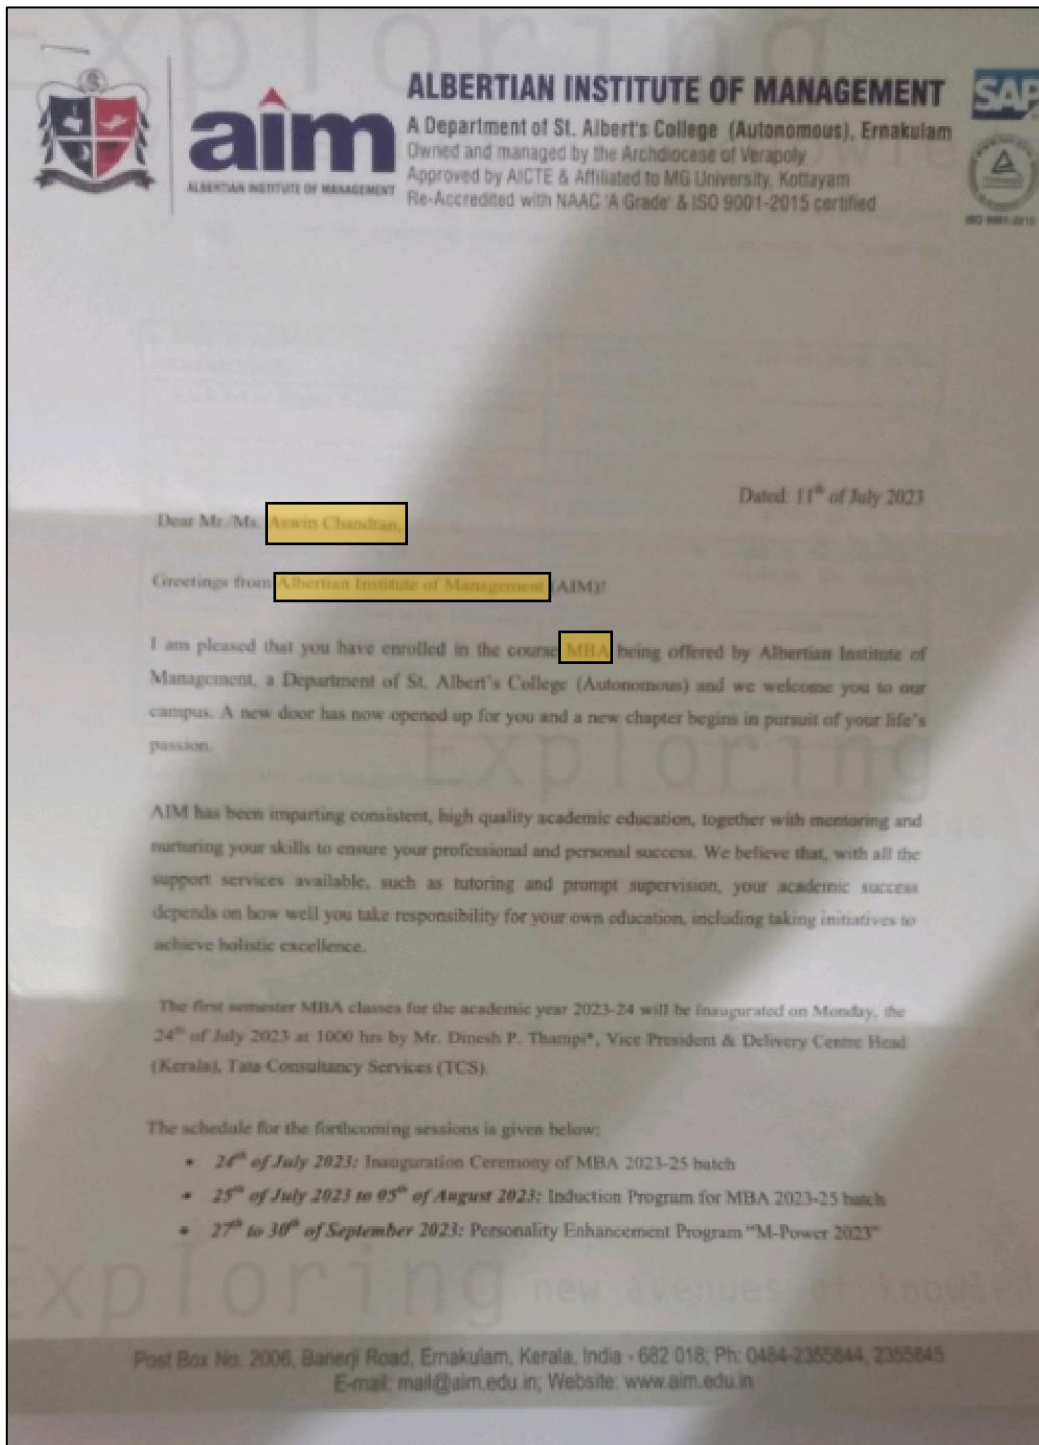 Exploring
aim
ALBERTIAN INSTITUTE OF MANAGEMENT
ALBERTIAN INSTITUTE OF MANAGEMENT
A Department of St. Albert's College (Autonomous), Ernakulam
Owned and managed by the Archdiocese of Verapoly
Approved by AICTE & Affiliated to MG University, Kottayam
Re-Accredited with NAAC 'A Grade' & ISO 9001-2015 certified
SAP
ISO 9001:2015
Dated: 11th of July 2023
Dear Mr./Ms. Aswin Chandran,
Greetings from Albertian Institute of Management (AIM)!
I am pleased that you have enrolled in the course MBA being offered by Albertian Institute of
Management, a Department of St. Albert's College (Autonomous) and we welcome you to our
campus. A new door has now opened up for you and a new chapter begins in pursuit of your life's
passion.
Exploring
AIM has been imparting consistent, high quality academic education, together with mentoring and
nurturing your skills to ensure your professional and personal success. We believe that, with all the
support services available, such as tutoring and prompt supervision, your academic success
depends on how well you take responsibility for your own education, including taking initiatives to
achieve holistic excellence.
The first semester MBA classes for the academic year 2023-24 will be inaugurated on Monday, the
24th of July 2023 at 1000 hrs by Mr. Dinesh P. Thampi*, Vice President & Delivery Centre Head
(Kerala), Tata Consultancy Services (TCS).
The schedule for the forthcoming sessions is given below:
• 24th of July 2023: Inauguration Ceremony of MBA 2023-25 batch
• 25th of July 2023 to 05th of August 2023: Induction Program for MBA 2023-25 batch
• 27th to 30th of September 2023: Personality Enhancement Program "M-Power 2023"
Exploring new avenues of knowle
Post Box No. 2006, Banerji Road, Ernakulam, Kerala, India - 682 018; Ph: 0484-2355844, 2355845
E-mail: mail@aim.edu.in; Website: www.aim.edu.in